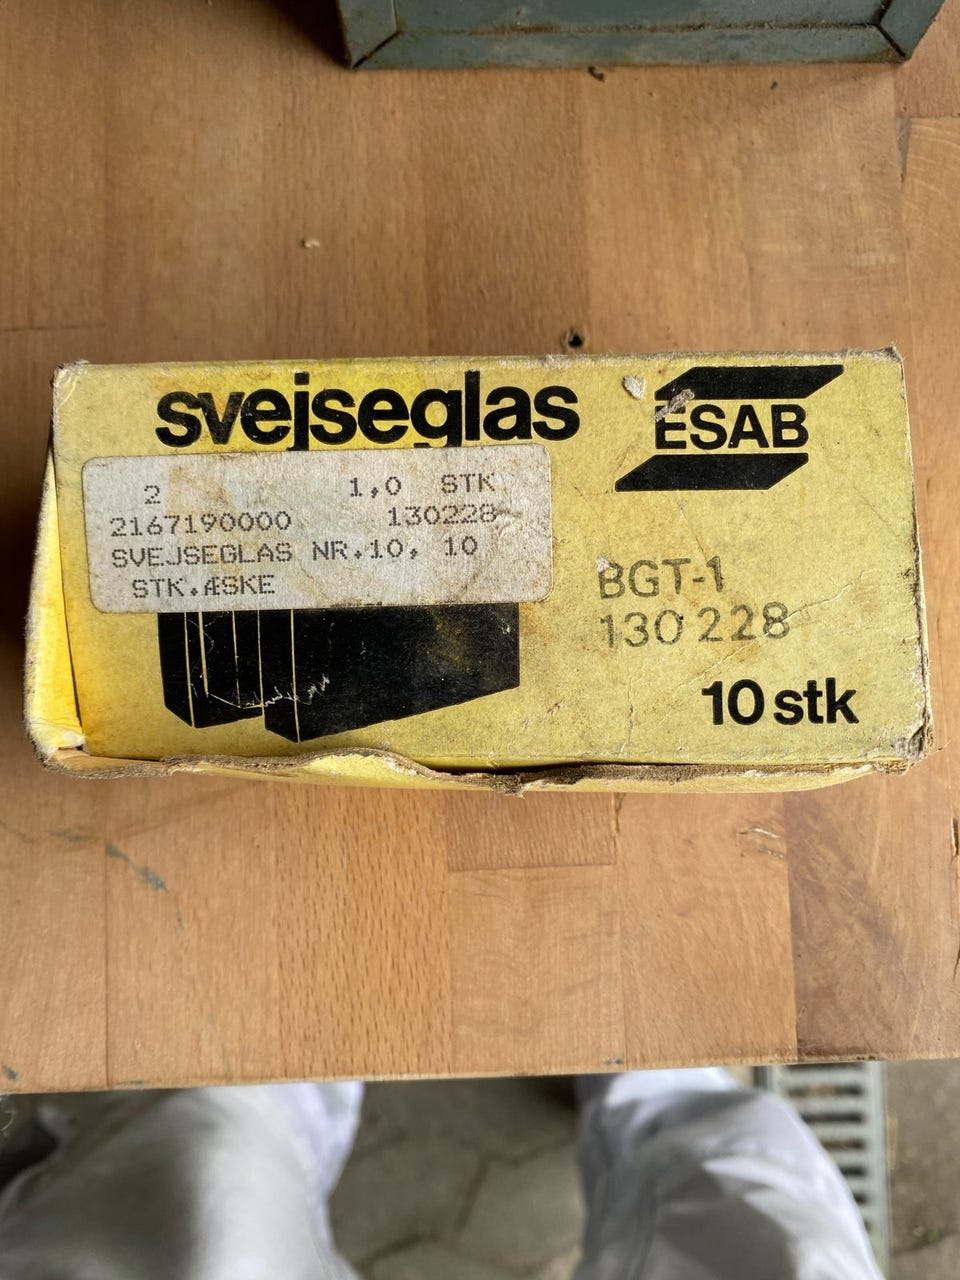 svejseglas
ESAB
2 1,0 STK
2167190000 130228
SVEJSEGLAS NR.10, 10
STK.ÆSKE
BGT-1
130 228
10 stk